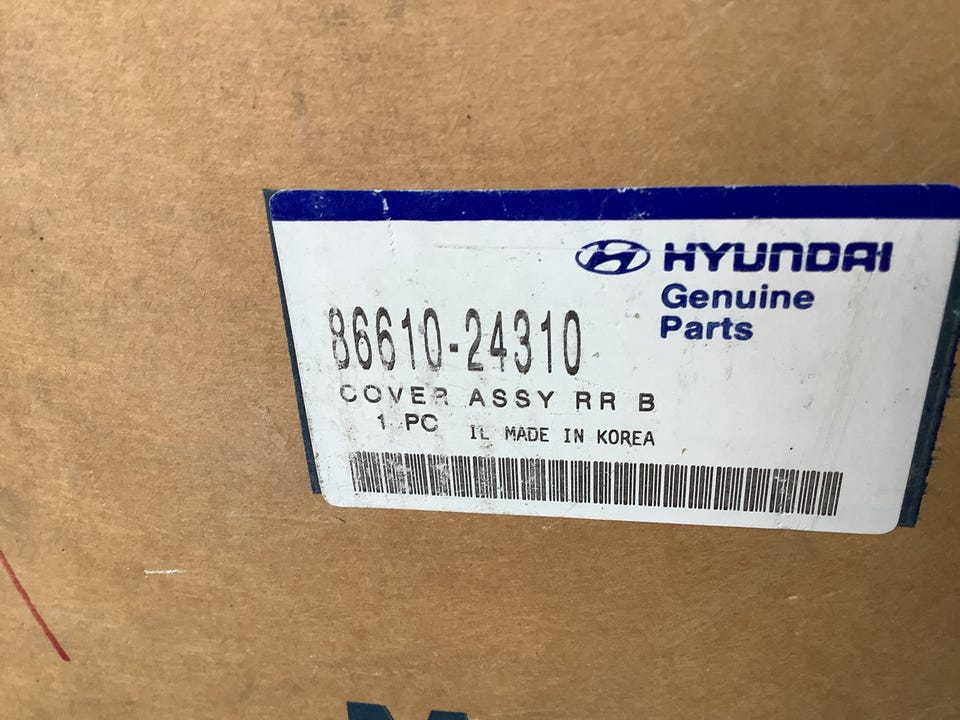 HYUNDAI
Genuine
Parts
86610-24310
COVER ASSY RR B
1 PC IL MADE IN KOREA